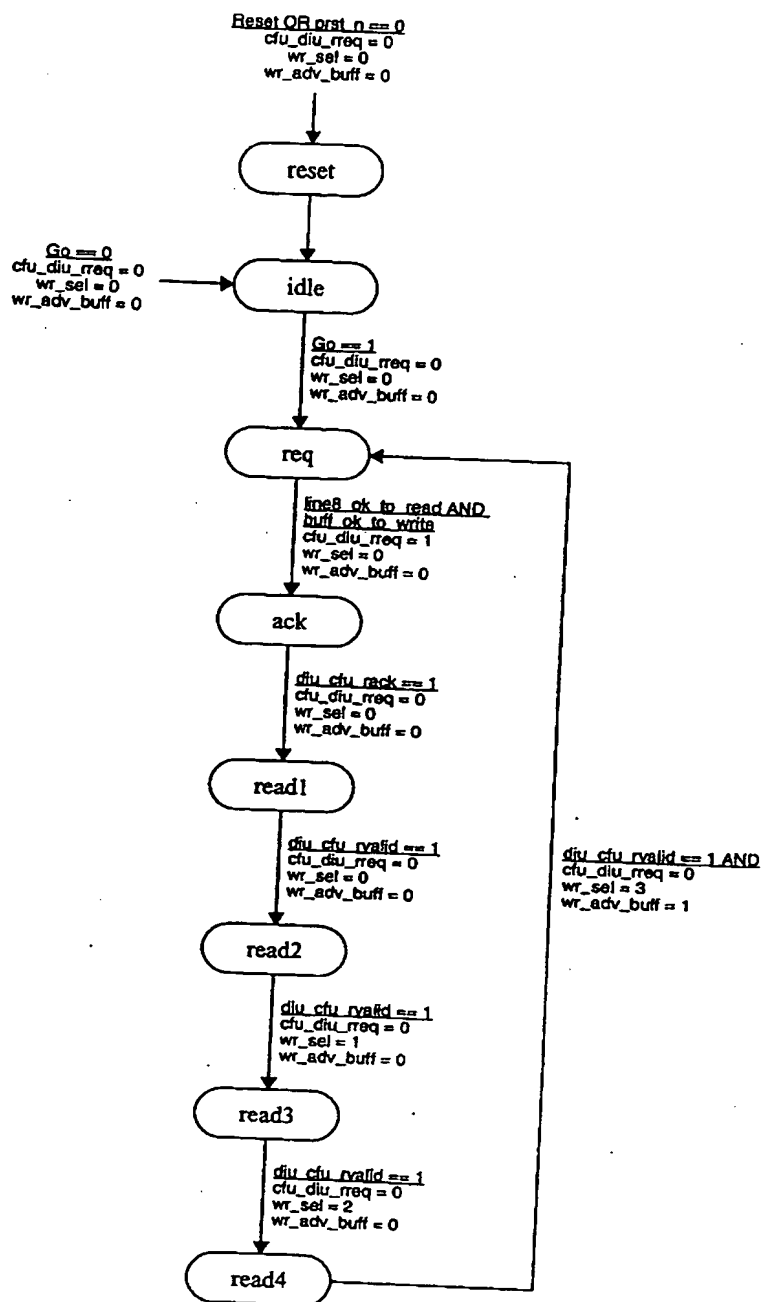 Reset OR prst_n == 0
cfu_diu_rreq = 0
wr_sel = 0
wr_adv_buff = 0
reset
Go == 0
cfu_diu_rreq = 0
wr_sel = 0
wr_adv_buff = 0
idle
Go == 1
cfu_diu_rreq = 0
wr_sel = 0
wr_adv_buff = 0
req
line8_ok_to_read AND
buff_ok_to_write
cfu_diu_rreq = 1
wr_sel = 0
wr_adv_buff = 0
ack
diu_cfu_rack == 1
cfu_diu_rreq = 0
wr_sel = 0
wr_adv_buff = 0
read1
diu_cfu_rvalid == 1
cfu_diu_rreq = 0
wr_sel = 0
wr_adv_buff = 0
diu_cfu_rvalid == 1 AND
cfu_diu_rreq = 0
wr_sel = 3
wr_adv_buff = 1
read2
diu_cfu_rvalid == 1
cfu_diu_rreq = 0
wr_sel = 1
wr_adv_buff = 0
read3
diu_cfu_rvalid == 1
cfu_diu_rreq = 0
wr_sel = 2
wr_adv_buff = 0
read4